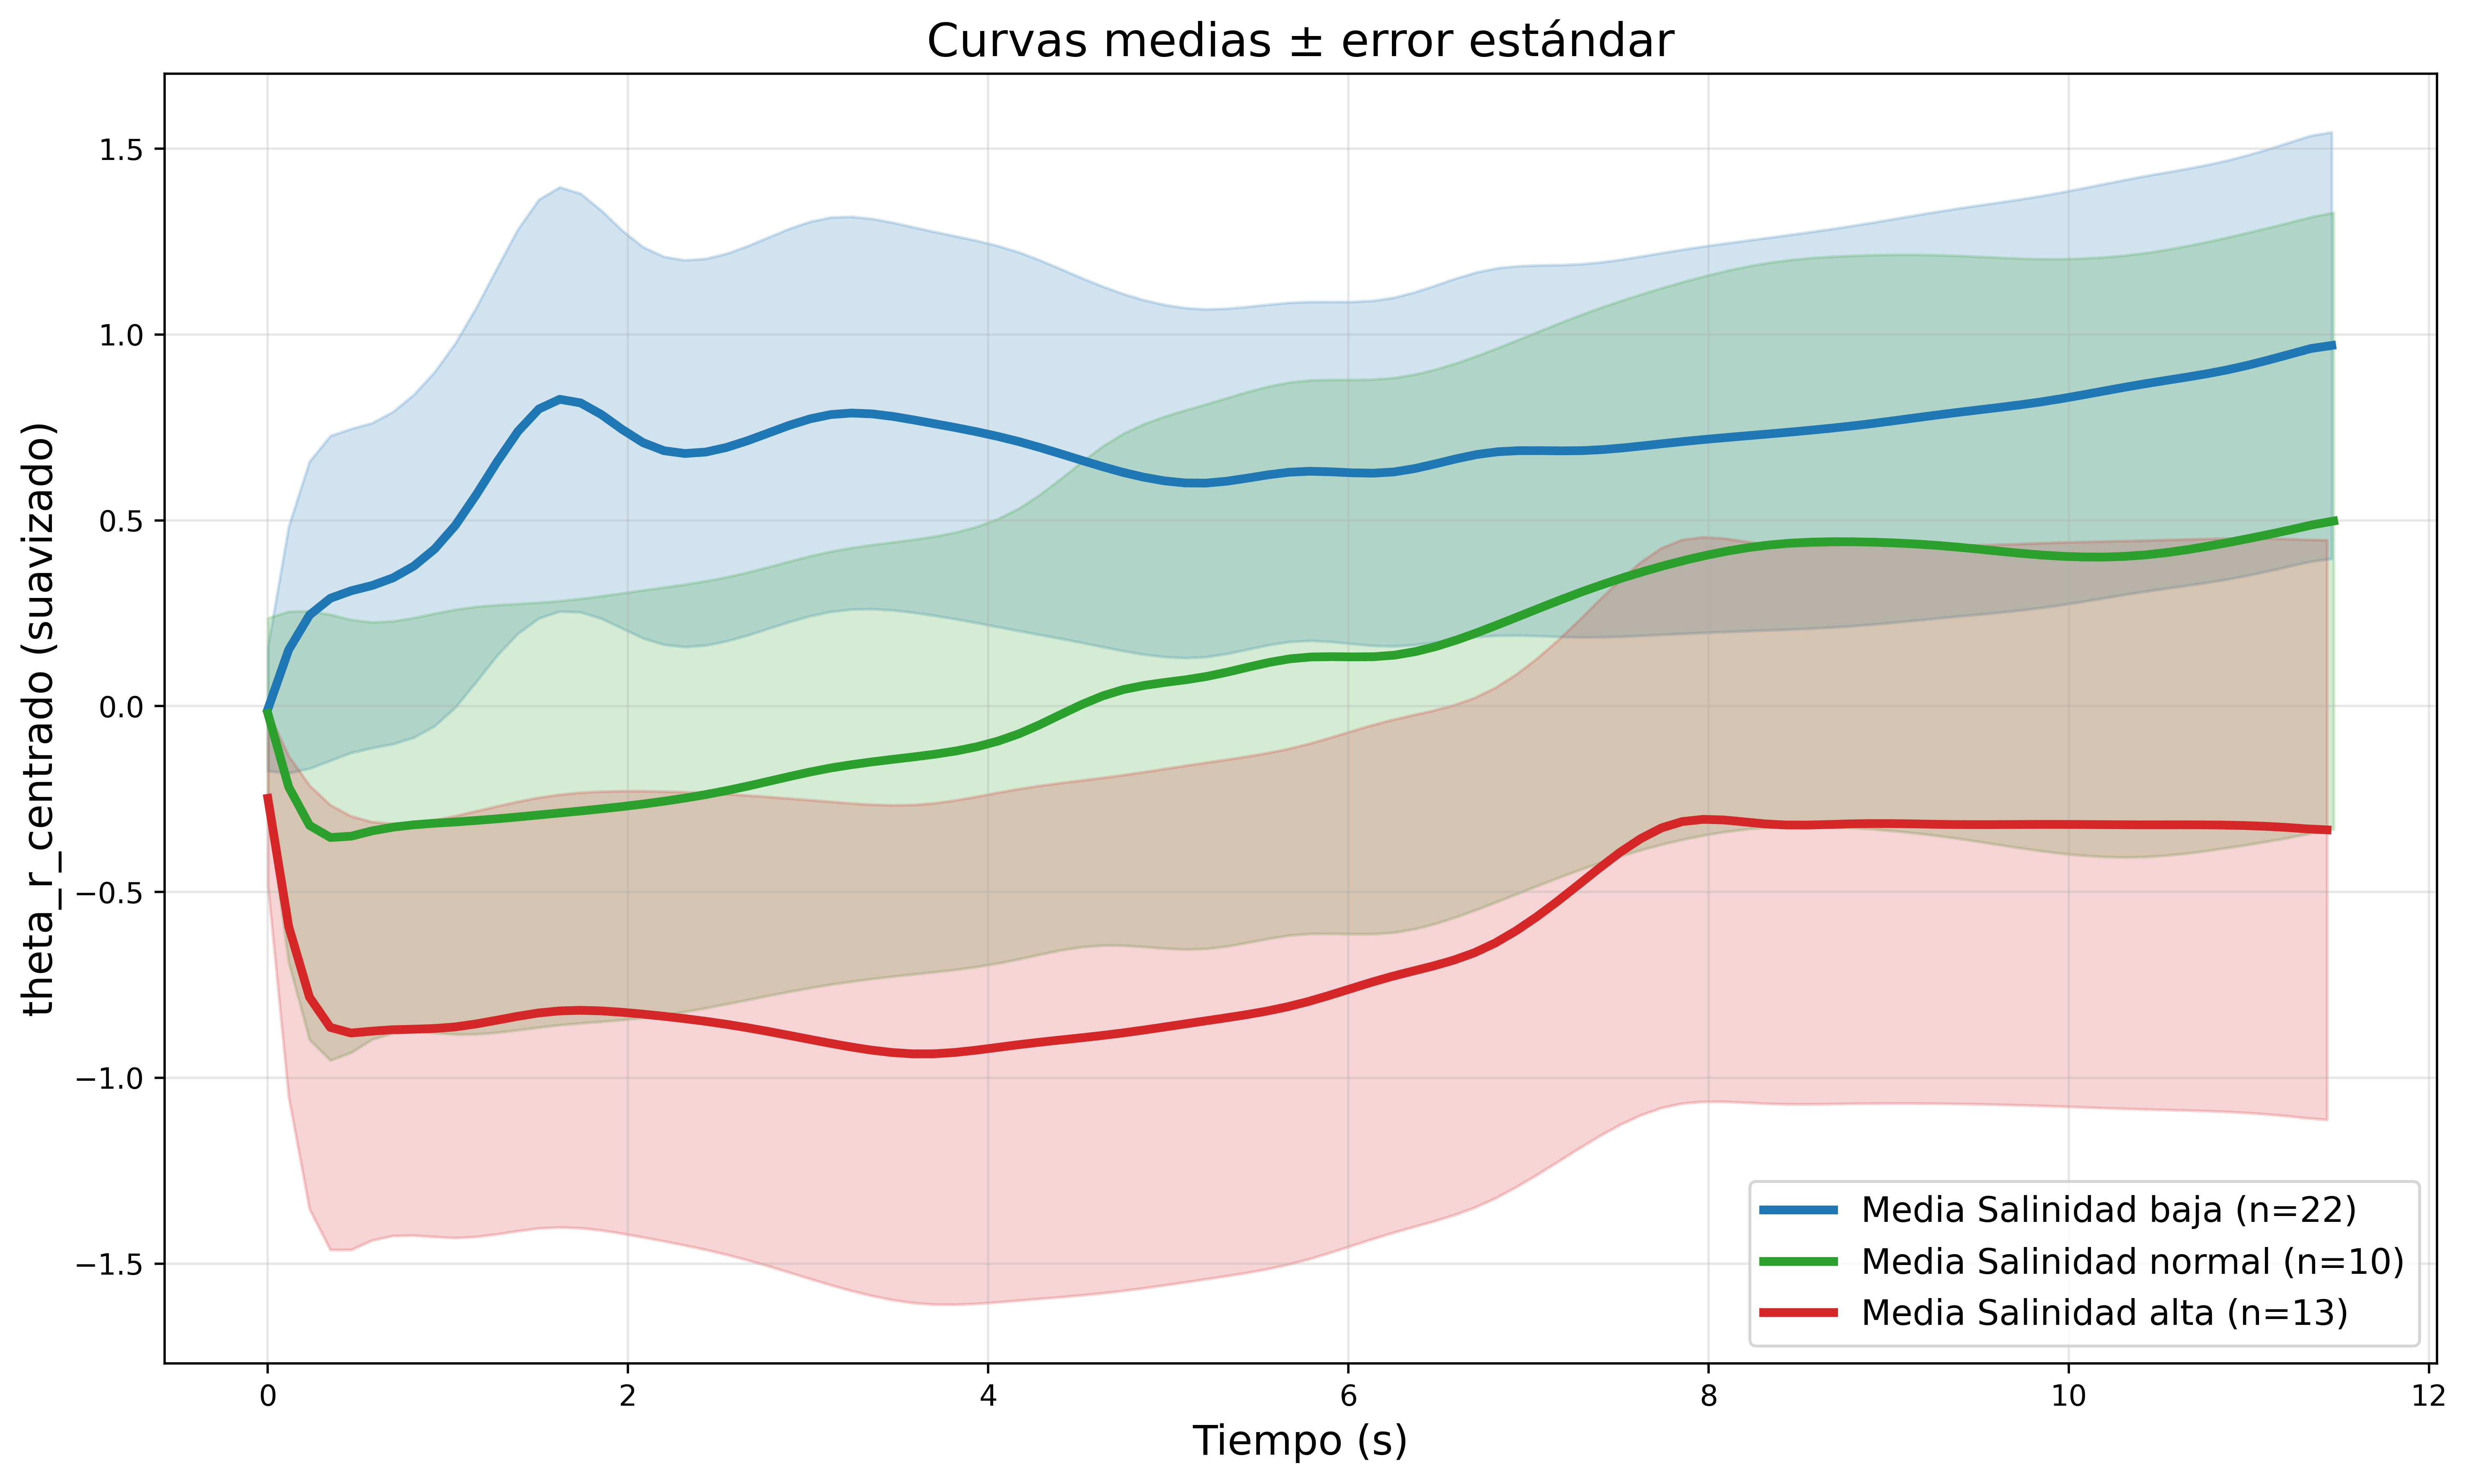 Curvas medias ± error estándar
theta_r_centrado (suavizado)
1.5
1.0
0.5
0.0
−0.5
−1.0
−1.5
0 2 4 6 8 10 12
Tiempo (s)
Media Salinidad baja (n=22)
Media Salinidad normal (n=10)
Media Salinidad alta (n=13)